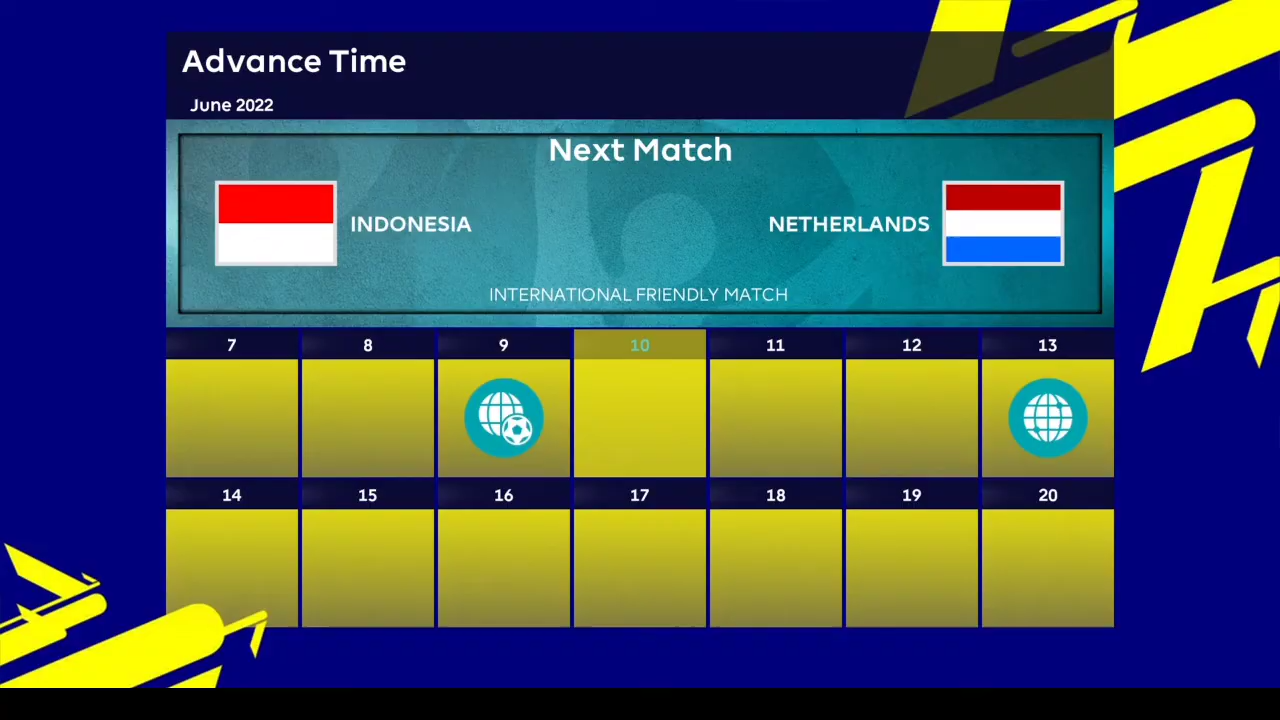 Advance Time
June 2022
Next Match
INDONESIA
NETHERLANDS
INTERNATIONAL FRIENDLY MATCH
7 8 9 10 11 12 13
14 15 16 17 18 19 20